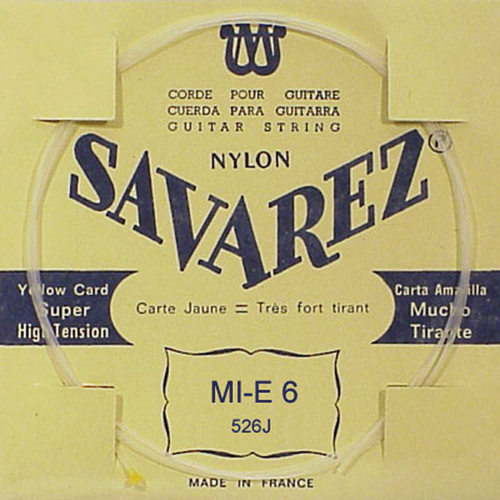 CORDE POUR GUITARE
CUERDA PARA GUITARRA
GUITAR STRING
NYLON
SAVAREZ®
Yellow Card
Super
High Tension
Carte Jaune = Très fort tirant
Carta Amarilla
Mucho
Tirante
MI-E 6
526J
MADE IN FRANCE